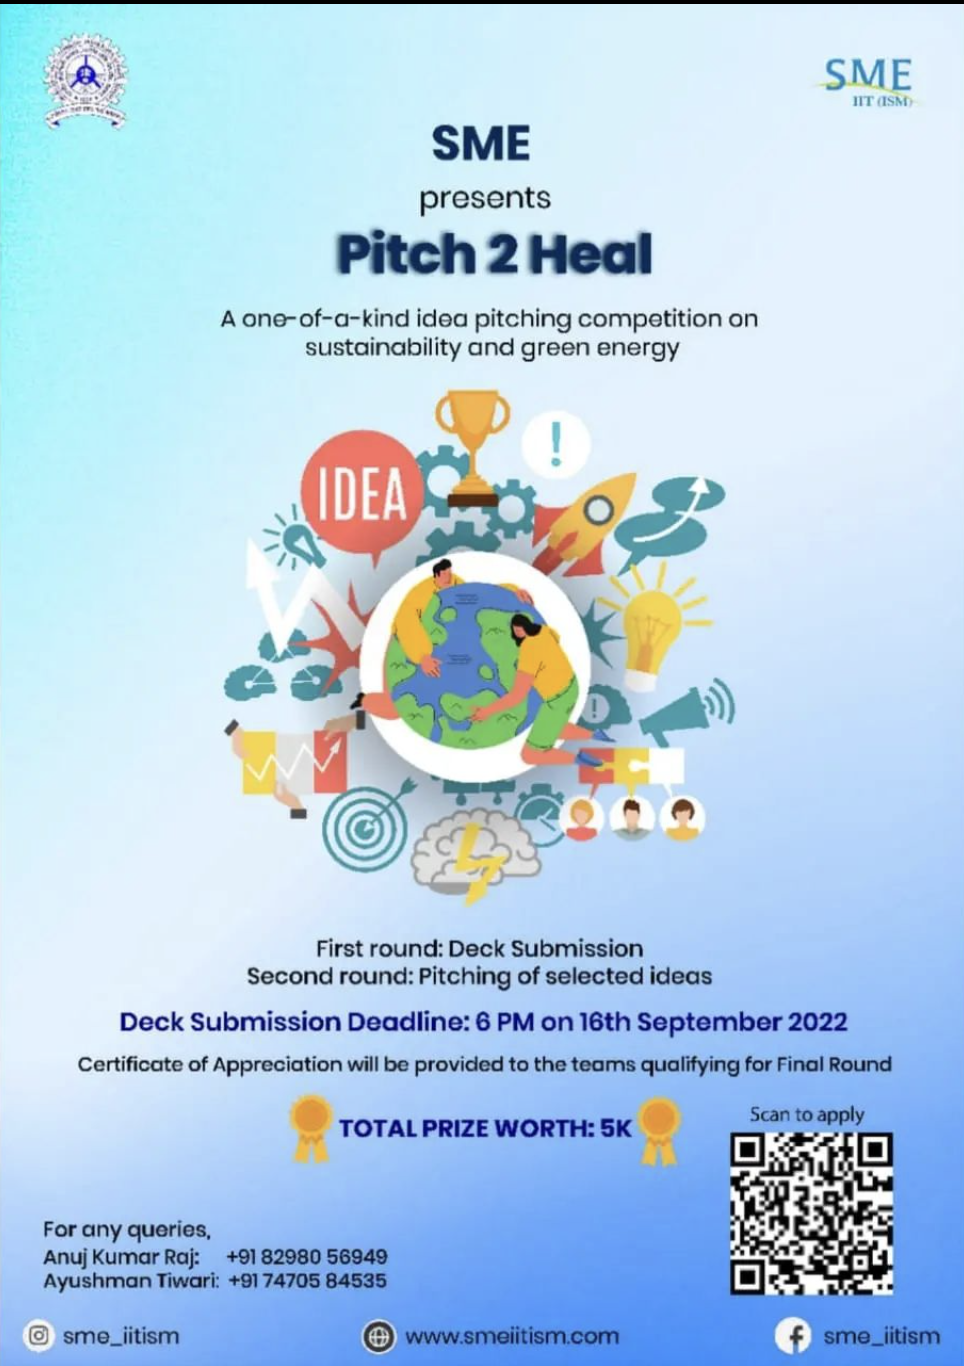 SME
IIT (ISM)
SME
presents
Pitch 2 Heal
A one-of-a-kind idea pitching competition on
sustainability and green energy
!
IDEA
!
First round: Deck Submission
Second round: Pitching of selected ideas
Deck Submission Deadline: 6 PM on 16th September 2022
Certificate of Appreciation will be provided to the teams qualifying for Final Round
TOTAL PRIZE WORTH: 5K
Scan to apply
For any queries,
Anuj Kumar Raj: +91 82980 56949
Ayushman Tiwari: +91 74705 84535
sme_iitism
www.smeiitism.com
sme_iitism